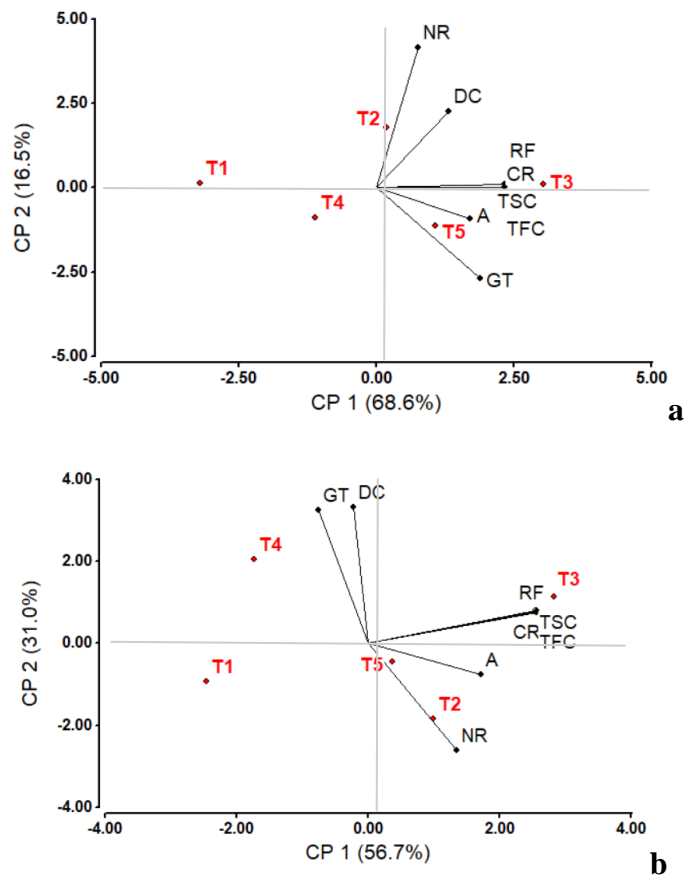 5.00
NR
2.50
DC
T2
RF
CR
T1
T3
0.00
TSC
A
TFC
T4
T5
-2.50
GT
-5.00
CP 2 (16.5%)
-5.00 -2.50 0.00 2.50 5.00
CP 1 (68.6%)
a
4.00
GT DC
T4
2.00
T3
RF
TSC
CR TFC
0.00
T5
A
T1
T2
NR
-2.00
-4.00
CP 2 (31.0%)
-4.00 -2.00 0.00 2.00 4.00
CP 1 (56.7%)
b